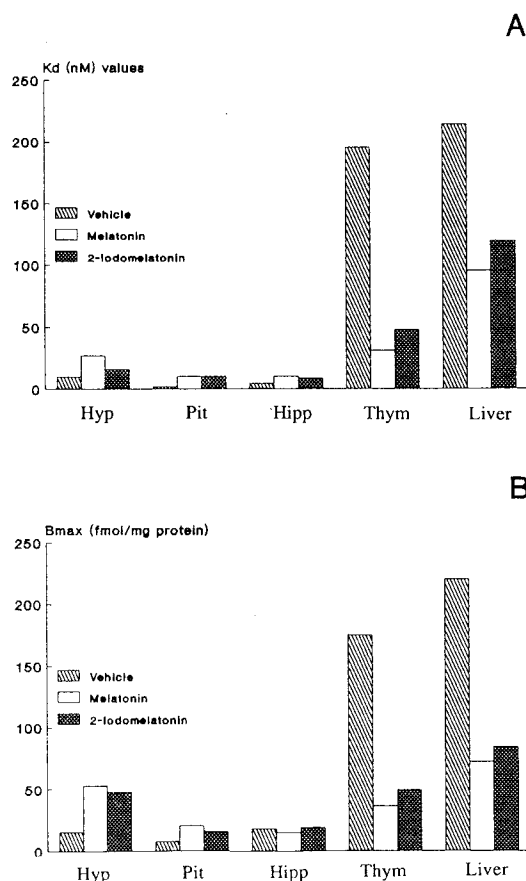 A
Kd (nM) values
250
200
150
100
50
0
Vehicle
Melatonin
2-Iodomelatonin
Hyp Pit Hipp Thym Liver
B
Bmax (fmol/mg protein)
250
200
150
100
50
0
Vehicle
Melatonin
2-Iodomelatonin
Hyp Pit Hipp Thym Liver